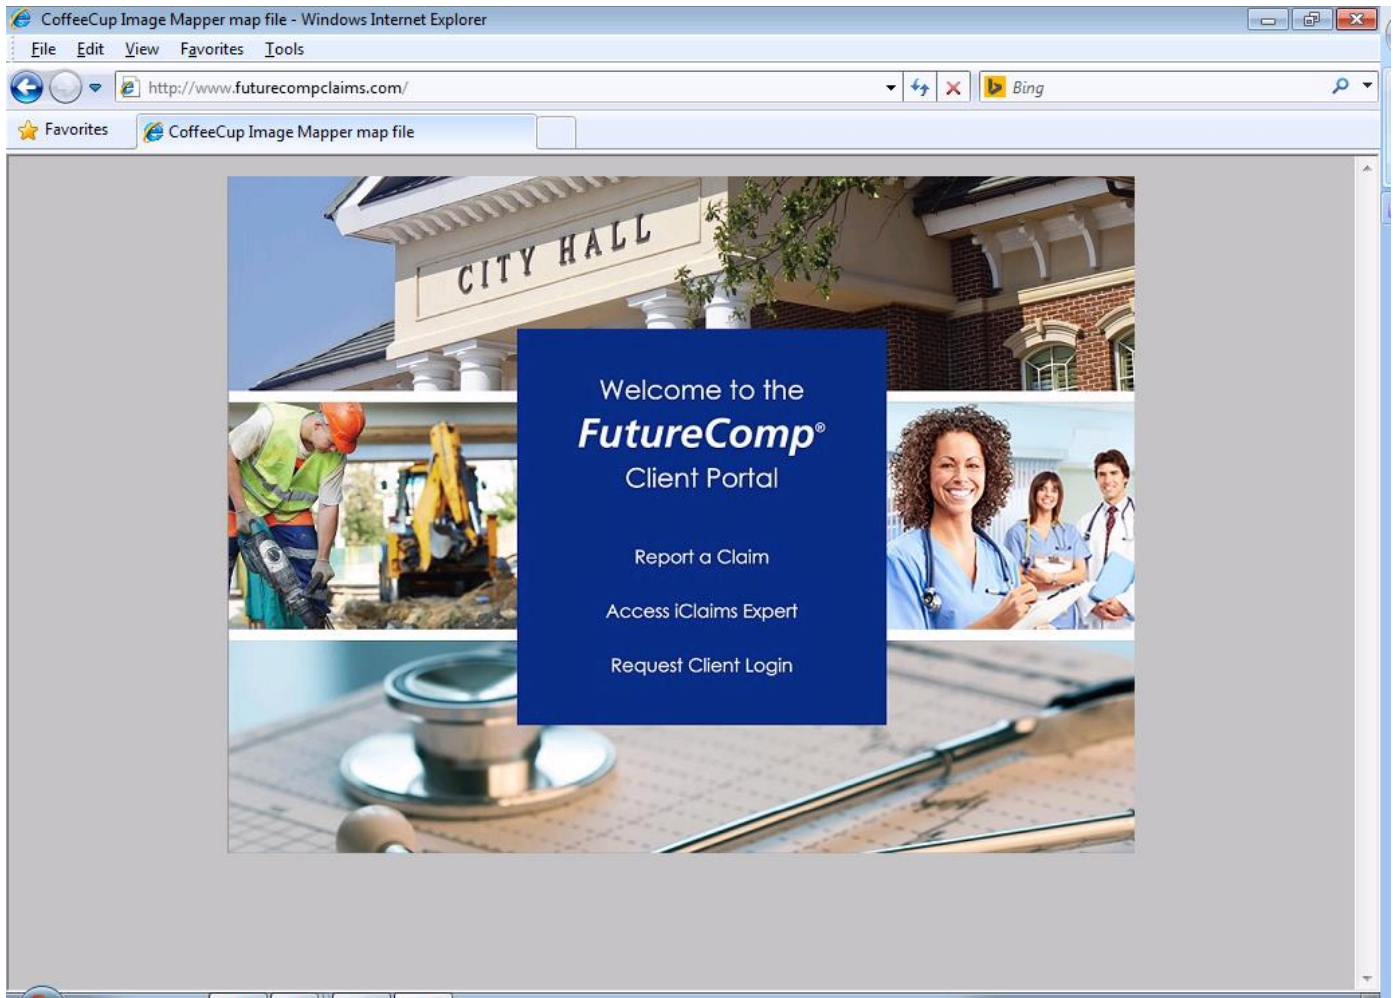 CoffeeCup Image Mapper map file - Windows Internet Explorer
File Edit View Favorites Tools
http://www.futurecompclaims.com/ Bing
Favorites CoffeeCup Image Mapper map file
CITY HALL
Welcome to the
FutureComp®
Client Portal
Report a Claim
Access iClaims Expert
Request Client Login